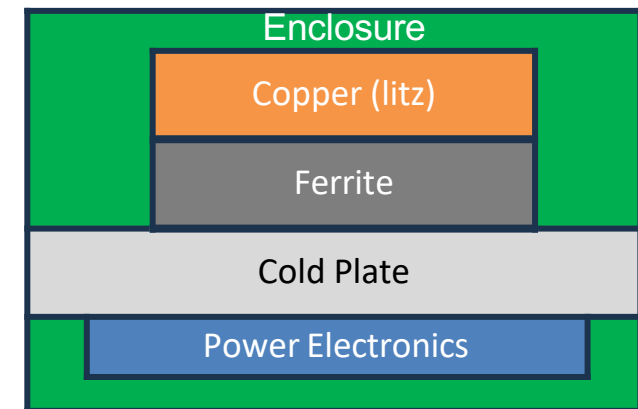 Enclosure
Copper (litz)
Ferrite
Cold Plate
Power Electronics